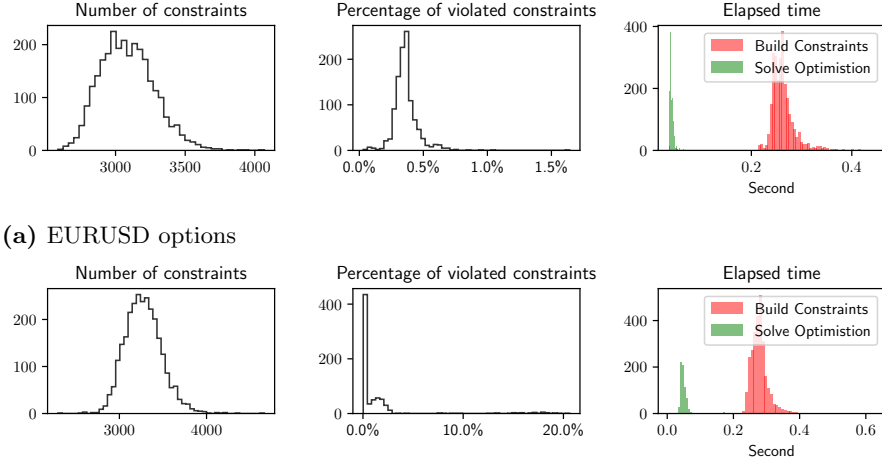 Number of constraints
Percentage of violated constraints
Elapsed time
200
100
0
3000
3500
4000
200
100
0
0.0%
0.5%
1.0%
1.5%
400
200
0
Build Constraints
Solve Optimistion
0.2
0.4
Second
(a) EURUSD options
Number of constraints
Percentage of violated constraints
Elapsed time
200
100
0
3000
4000
400
200
0
0.0%
10.0%
20.0%
400
200
0
Build Constraints
Solve Optimistion
0.0
0.2
0.4
0.6
Second